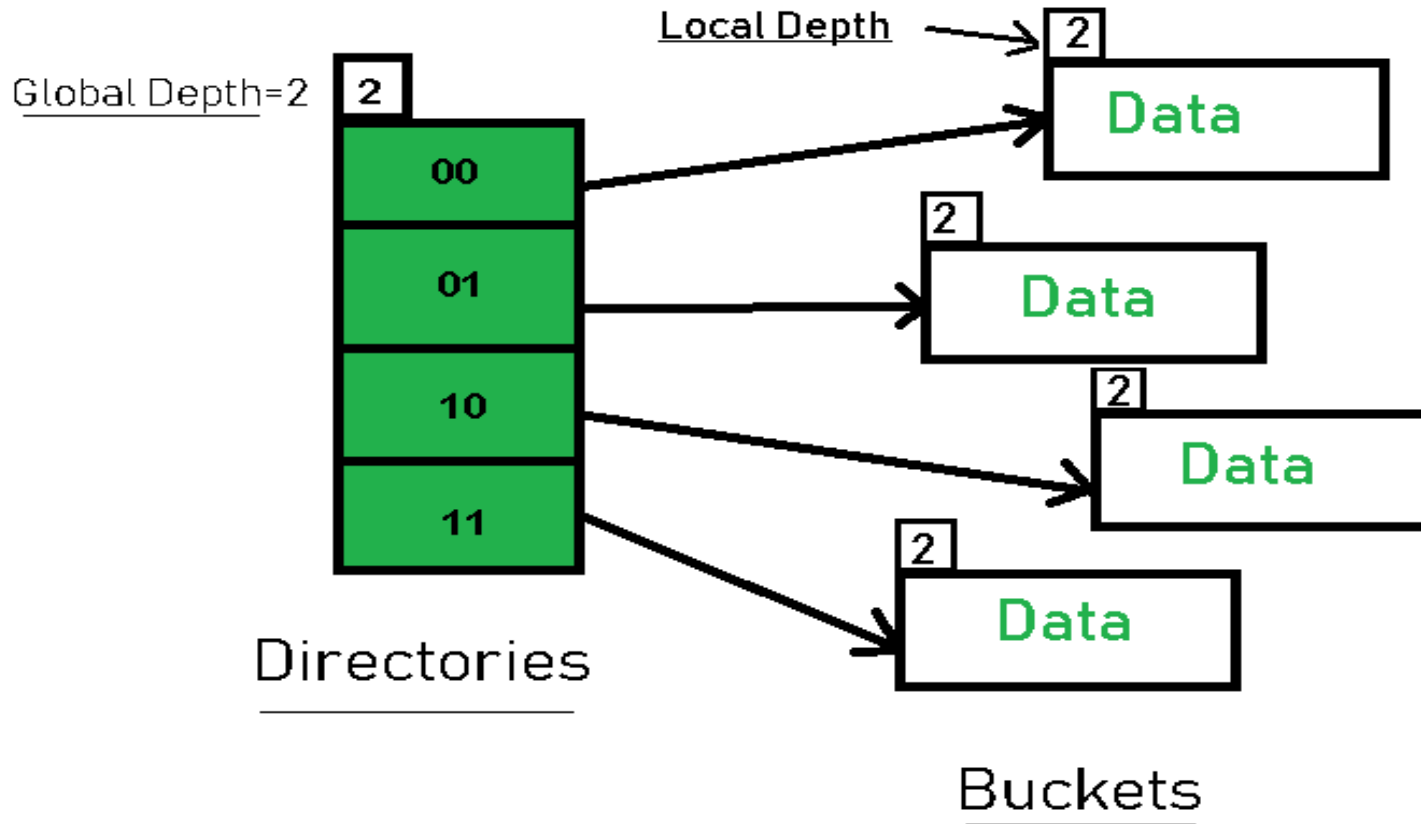 Local Depth
2
Global Depth=2
2
Data
00
2
01
Data
2
10
Data
11
2
Data
Directories
Buckets